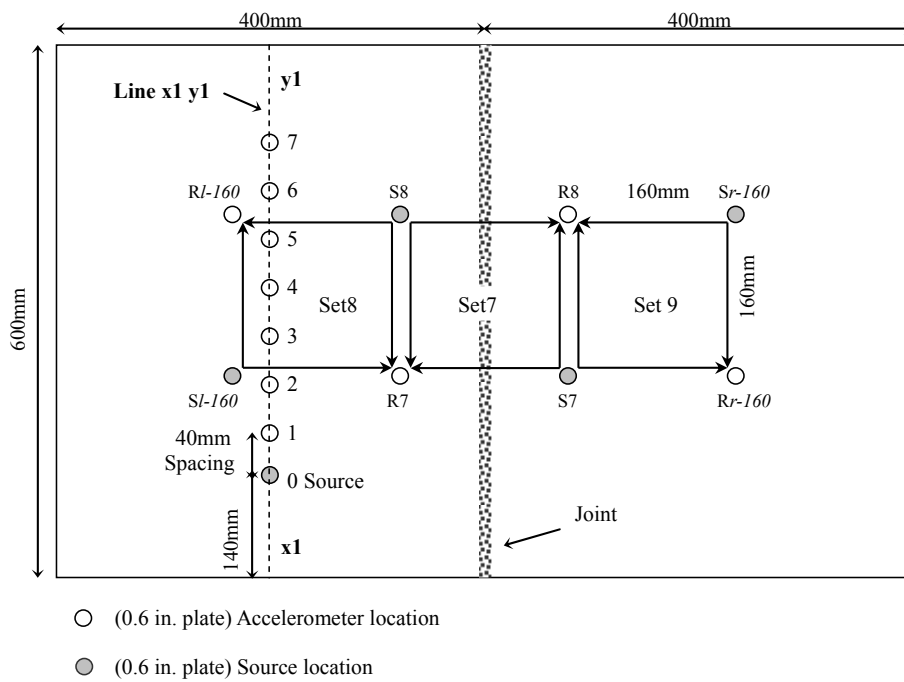 400mm
400mm
y1
Line x1 y1
7
6
Rl-160
S8
R8
160mm
Sr-160
5
4
3
Set8
Set7
Set 9
160mm
600mm
2
Sl-160
R7
S7
Rr-160
1
40mm
Spacing
0 Source
Joint
140mm
x1
(0.6 in. plate) Accelerometer location
(0.6 in. plate) Source location